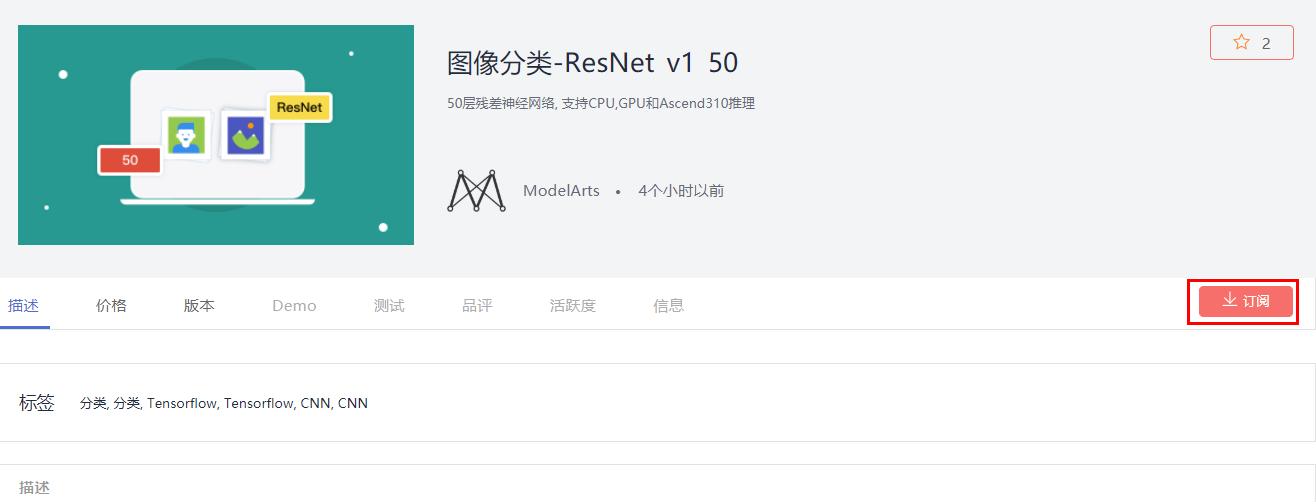 ResNet
50
图像分类-ResNet v1 50
2
50层残差神经网络, 支持CPU,GPU和Ascend310推理
ModelArts • 4个小时以前
描述 价格 版本 Demo 测试 品评 活跃度 信息 订阅
标签 分类, 分类, Tensorflow, Tensorflow, CNN, CNN
描述